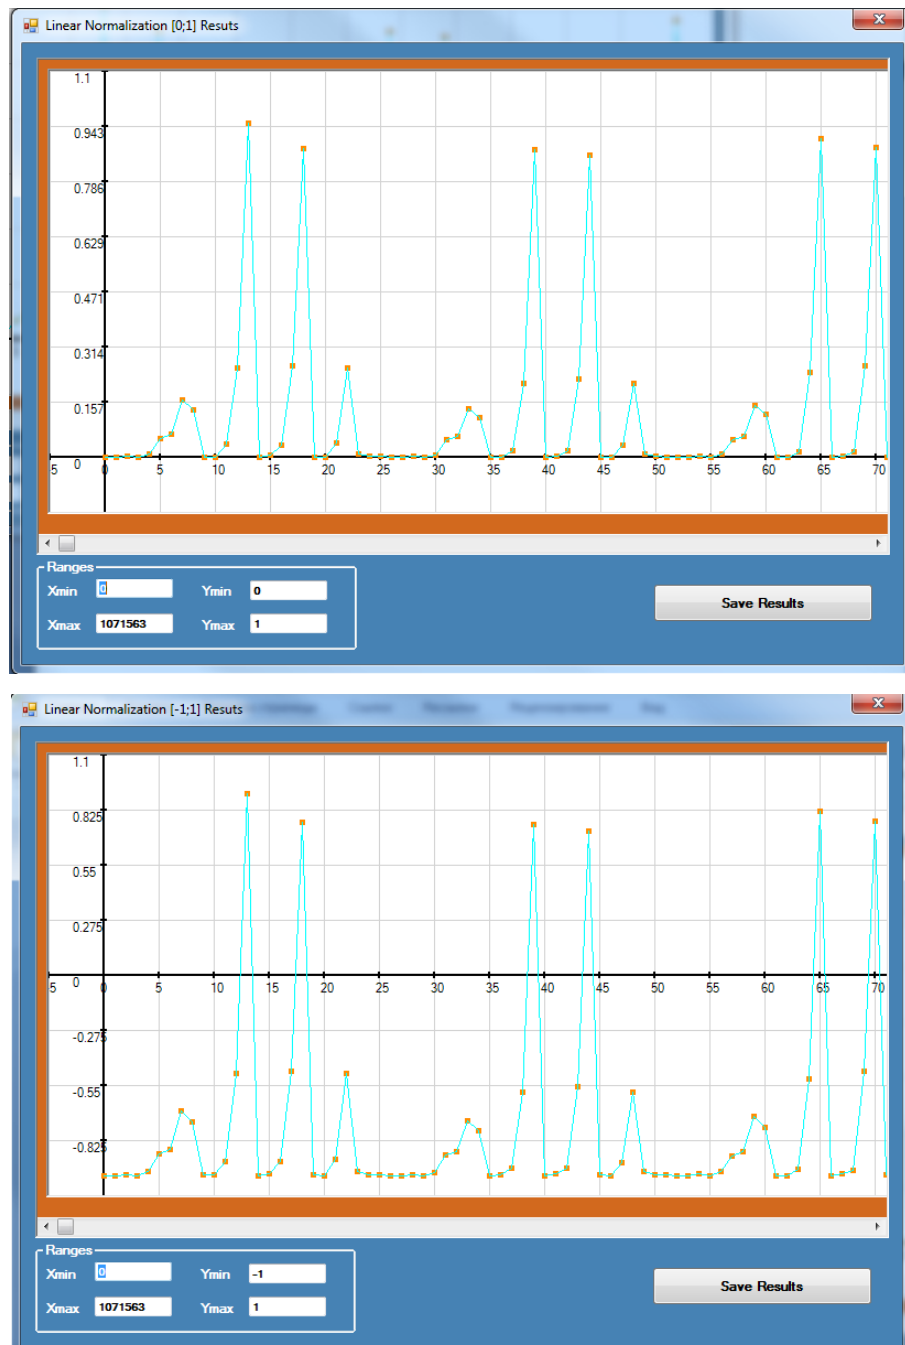 Linear Normalization [0;1] Resuts
x
1.1
0.943
0.786
0.629
0.471
0.314
0.157
0
5 0 5 10 15 20 25 30 35 40 45 50 55 60 65 70
Ranges
Xmin 0 Ymin 0
Xmax 1071563 Ymax 1
Save Results
Linear Normalization [-1;1] Resuts
x
1.1
0.825
0.55
0.275
0
5 0 5 10 15 20 25 30 35 40 45 50 55 60 65 70
-0.275
-0.55
-0.825
Ranges
Xmin 0 Ymin -1
Xmax 1071563 Ymax 1
Save Results